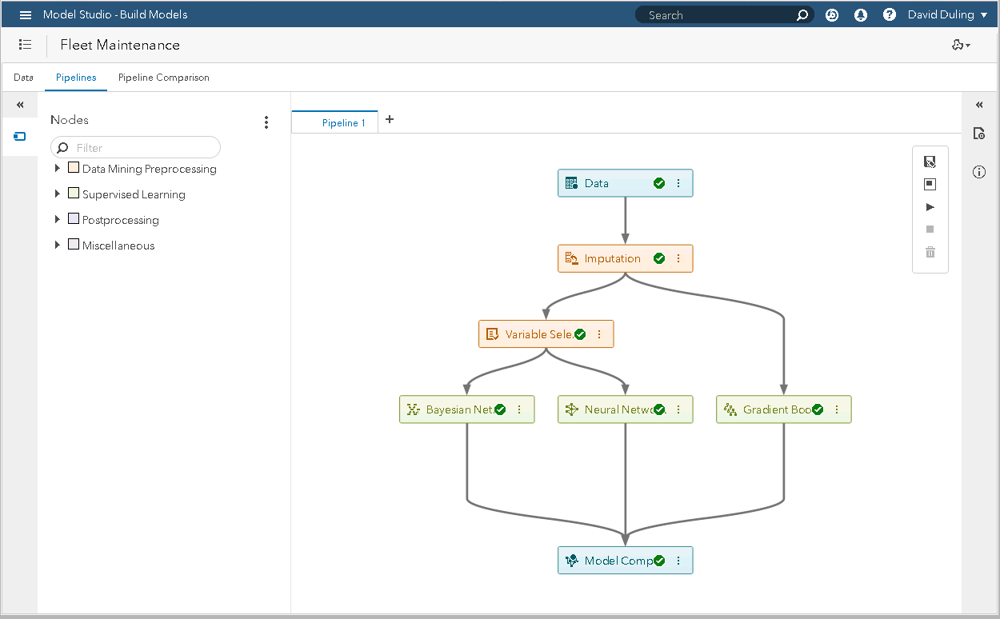 Model Studio - Build Models
Search
David Duling
Fleet Maintenance
Data
Pipelines
Pipeline Comparison
Nodes
Filter
Data Mining Preprocessing
Supervised Learning
Postprocessing
Miscellaneous
Pipeline 1
Data
Imputation
Variable Sele
Bayesian Net
Neural Netwo
Gradient Boo
Model Comp